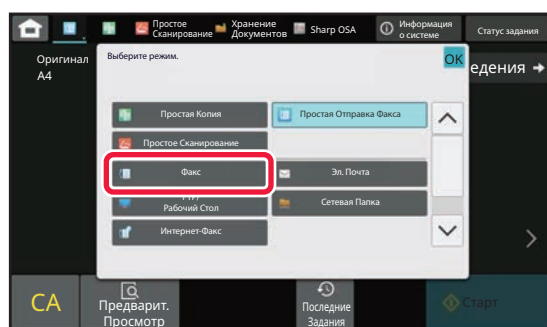 Простое
Сканирование
Хранение
Документов
Sharp OSA
Информация
о системе
Статус задания
Оригинал
A4
Выберите режим.
OK
едения
Простая Копия
Простая Отправка Факса
Простое Сканирование
Факс
Эл. Почта
Рабочий Стол
Сетевая Папка
Интернет-Факс
CA
Предварит.
Просмотр
Последние
Задания
Старт